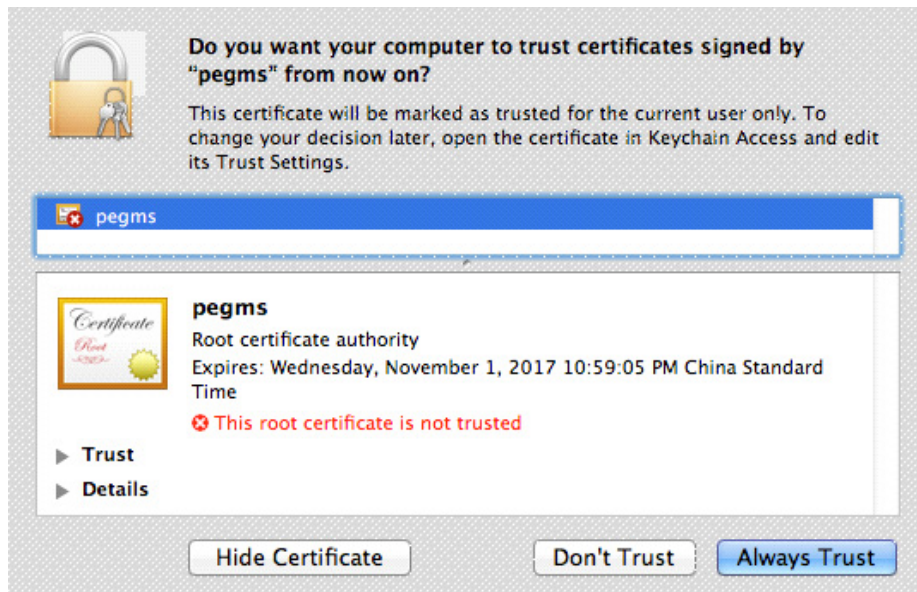 Do you want your computer to trust certificates signed by
“pegms” from now on?
This certificate will be marked as trusted for the current user only. To
change your decision later, open the certificate in Keychain Access and edit
its Trust Settings.
pegms
Certificate
Root
pegms
Root certificate authority
Expires: Wednesday, November 1, 2017 10:59:05 PM China Standard
Time
This root certificate is not trusted
Trust
Details
Hide Certificate
Don't Trust
Always Trust